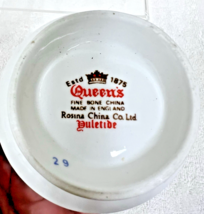 Estd 1875
Queen's
FINE BONE CHINA
MADE IN ENGLAND
Rosina China Co. Ltd
Yuletide
29